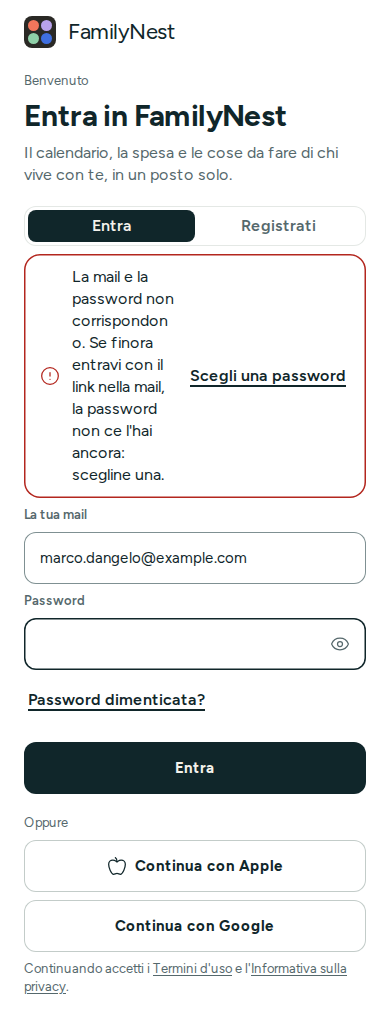 FamilyNest
Benvenuto
Entra in FamilyNest
Il calendario, la spesa e le cose da fare di chi
vive con te, in un posto solo.
Entra
Registrati
La mail e la
password non
corrispondon
o. Se finora
entravi con il
link nella mail,
la password
non ce l'hai
ancora:
scegline una.
Scegli una password
La tua mail
marco.dangelo@example.com
Password
Password dimenticata?
Entra
Oppure
Continua con Apple
Continua con Google
Continuando accetti i Termini d'uso e l'Informativa sulla
privacy.